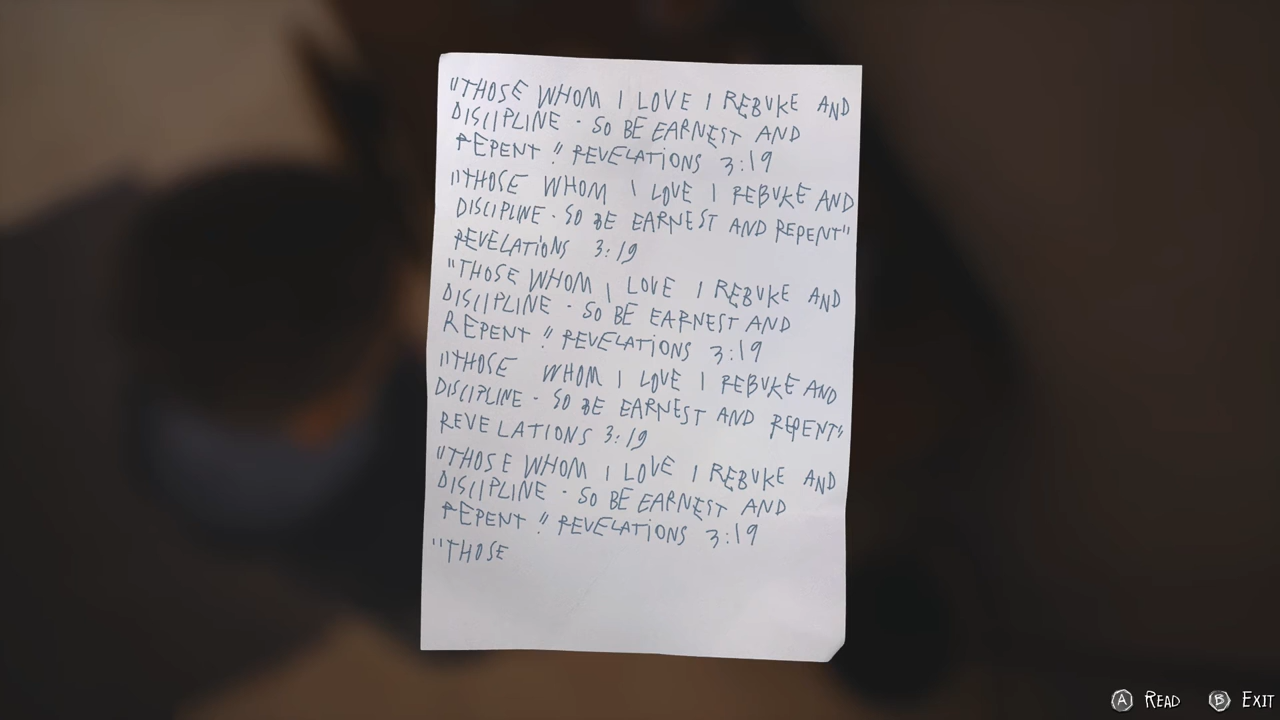 "THOSE WHOM I LOVE I REBUKE AND
DISCIPLINE - SO BE EARNEST AND
REPENT." REVELATIONS 3:19
"THOSE WHOM I LOVE I REBUKE AND
DISCIPLINE - SO BE EARNEST AND REPENT"
REVELATIONS 3:19
"THOSE WHOM I LOVE I REBUKE AND
DISCIPLINE - SO BE EARNEST AND
REPENT." REVELATIONS 3:19
"THOSE WHOM I LOVE I REBUKE AND
DISCIPLINE - SO BE EARNEST AND REPENT"
REVELATIONS 3:19
"THOSE WHOM I LOVE I REBUKE AND
DISCIPLINE - SO BE EARNEST AND
REPENT." REVELATIONS 3:19
"THOSE
A READ B EXIT